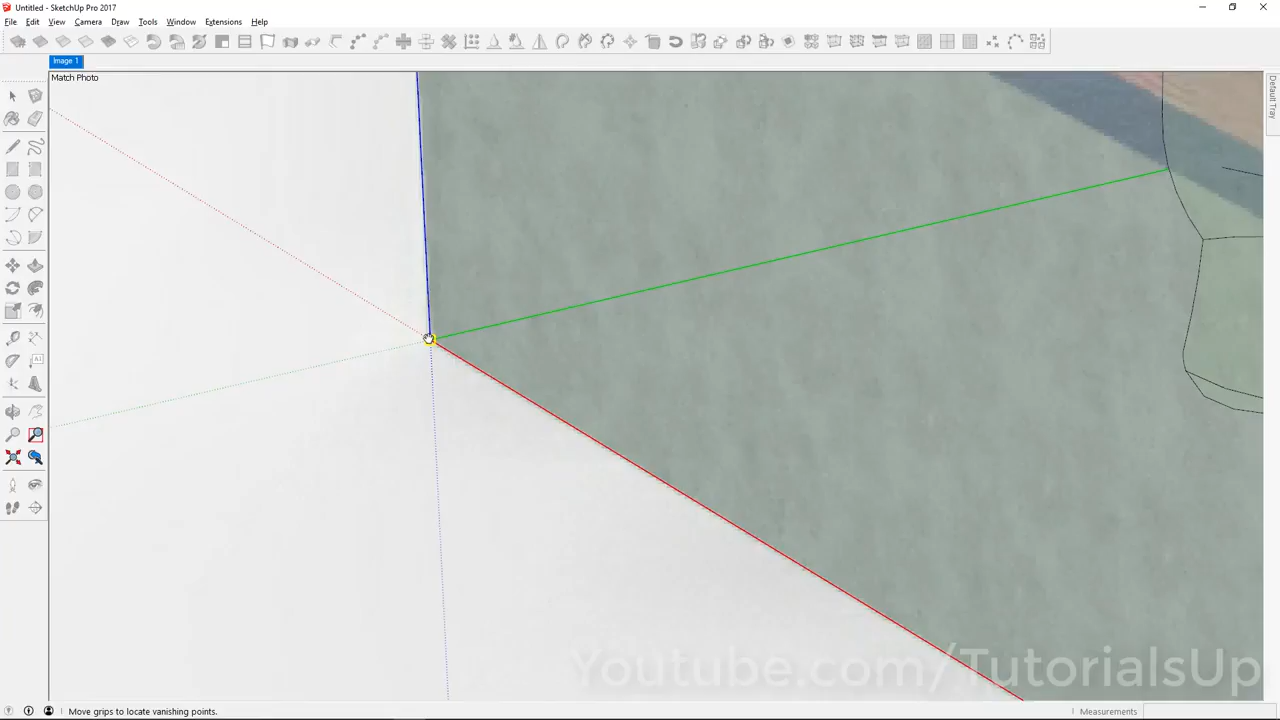 Untitled - SketchUp Pro 2017
File Edit View Camera Draw Tools Window Extensions Help
Image 1
Match Photo
Default Tray
A1
Youtube.com/TutorialsUp
Move grips to locate vanishing points.
Measurements